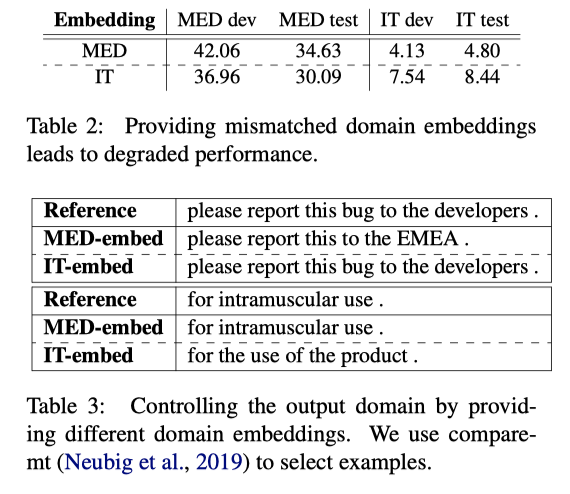 Embedding MED dev MED test IT dev IT test
MED 42.06 34.63 4.13 4.80
IT 36.96 30.09 7.54 8.44
Table 2: Providing mismatched domain embeddings
leads to degraded performance.
Reference please report this bug to the developers .
MED-embed please report this to the EMEA .
IT-embed please report this bug to the developers .
Reference for intramuscular use .
MED-embed for intramuscular use .
IT-embed for the use of the product .
Table 3: Controlling the output domain by provid-
ing different domain embeddings. We use compare-
mt (Neubig et al., 2019) to select examples.